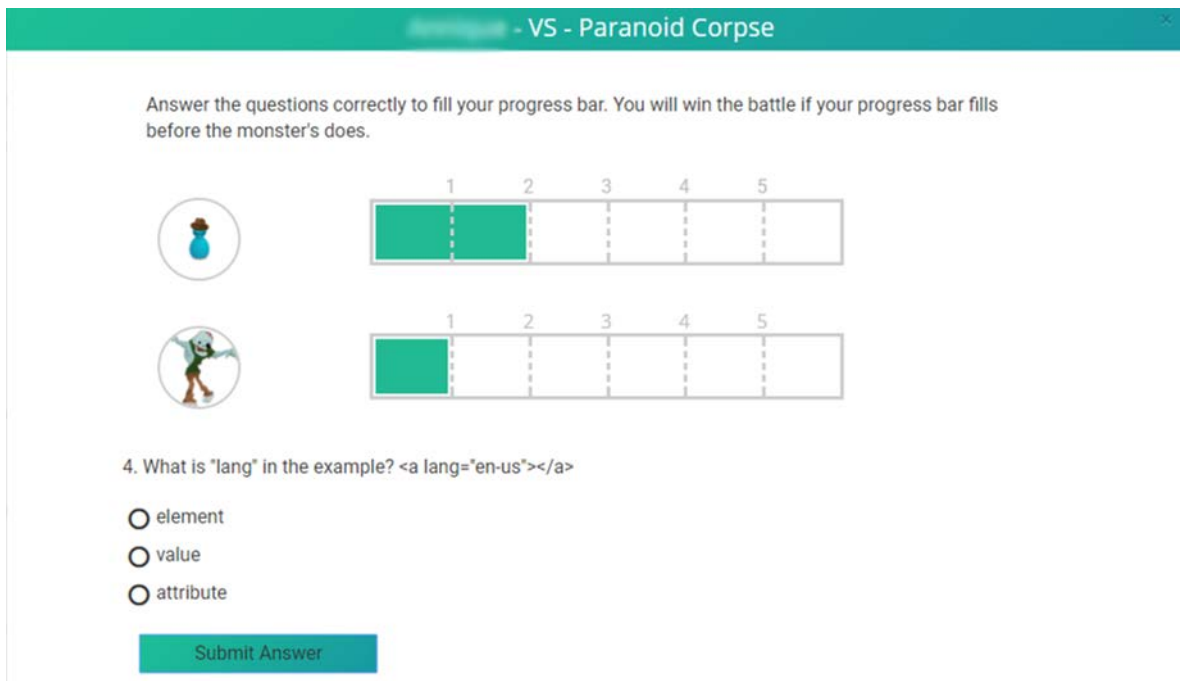 - VS - Paranoid Corpse
Answer the questions correctly to fill your progress bar. You will win the battle if your progress bar fills
before the monster's does.
1 2 3 4 5
1 2 3 4 5
4. What is "lang" in the example? <a lang="en-us"></a>
element
value
attribute
Submit Answer